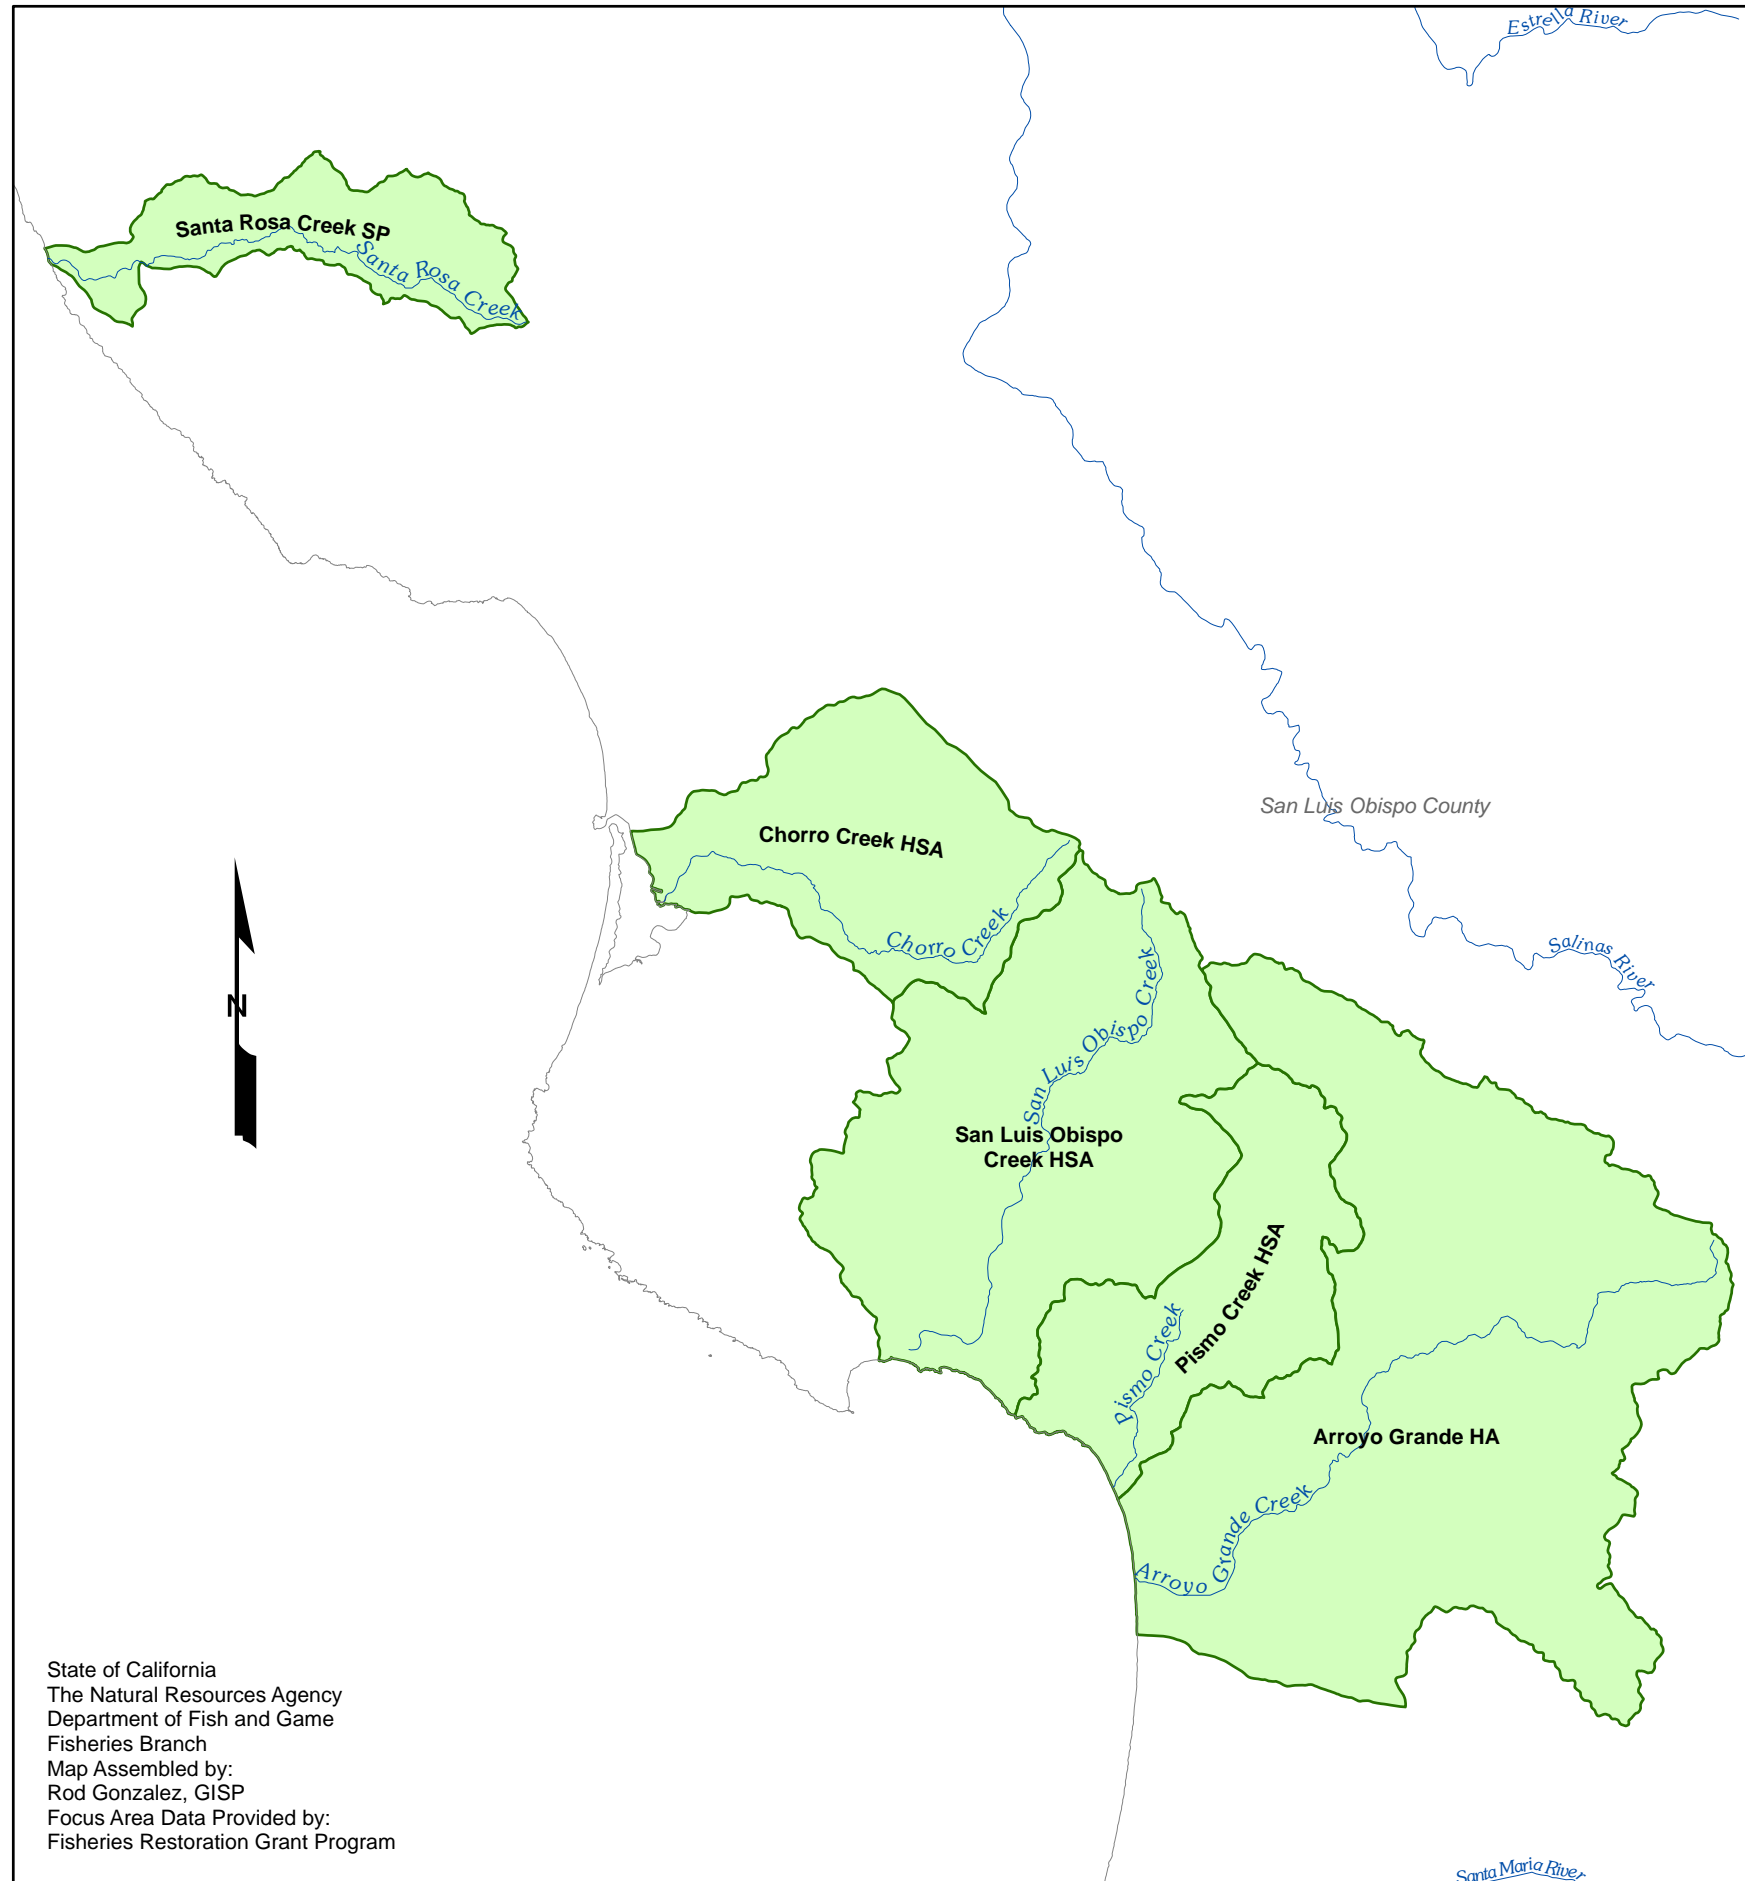 Estrella River
Santa Rosa Creek SP
Santa Rosa Creek
San Luis Obispo County
Chorro Creek HSA
Chorro Creek
Salinas River
N
San Luis Obispo Creek
San Luis Obispo
Creek HSA
Pismo Creek HSA
Pismo Creek
Arroyo Grande HA
Arroyo Grande Creek
State of California
The Natural Resources Agency
Department of Fish and Game
Fisheries Branch
Map Assembled by:
Rod Gonzalez, GISP
Focus Area Data Provided by:
Fisheries Restoration Grant Program
Santa Maria River